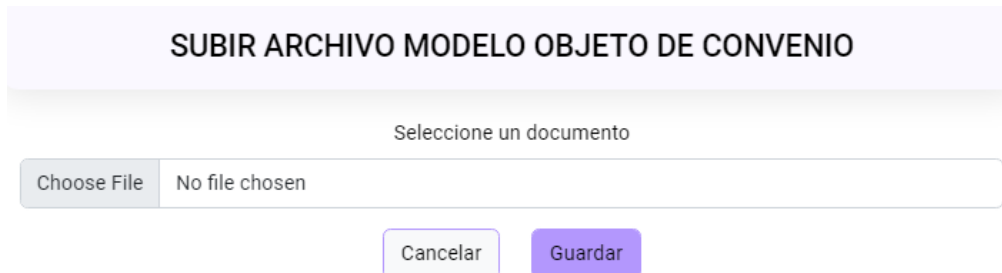 SUBIR ARCHIVO MODELO OBJETO DE CONVENIO
Seleccione un documento
Choose File No file chosen
Cancelar Guardar